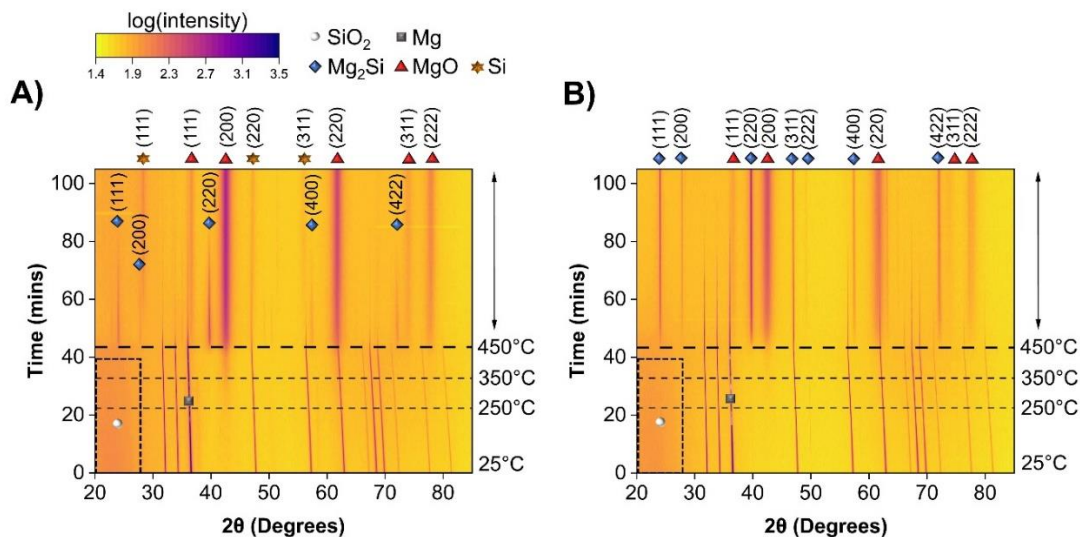 log(intensity)
1.4 1.9 2.3 2.7 3.1 3.5
SiO₂ Mg
Mg₂Si MgO Si
A)
(111) (111) (200) (220) (311) (220) (311) (222)
(111) (200) (220) (400) (422)
Time (mins)
100
80
60
40
20
0
450°C
350°C
250°C
25°C
20 30 40 50 60 70 80
2θ (Degrees)
B)
(111) (200) (111) (220) (200) (311) (222) (400) (220) (422) (311) (222)
Time (mins)
100
80
60
40
20
0
450°C
350°C
250°C
25°C
20 30 40 50 60 70 80
2θ (Degrees)